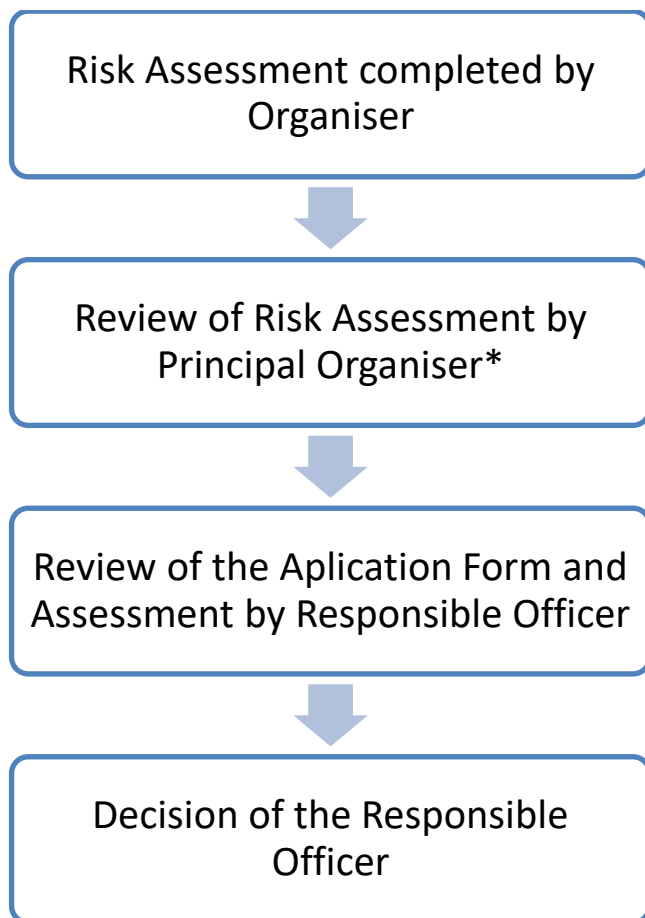 Risk Assessment completed by
Organiser
Review of Risk Assessment by
Principal Organiser*
Review of the Aplication Form and
Assessment by Responsible Officer
Decision of the Responsible
Officer